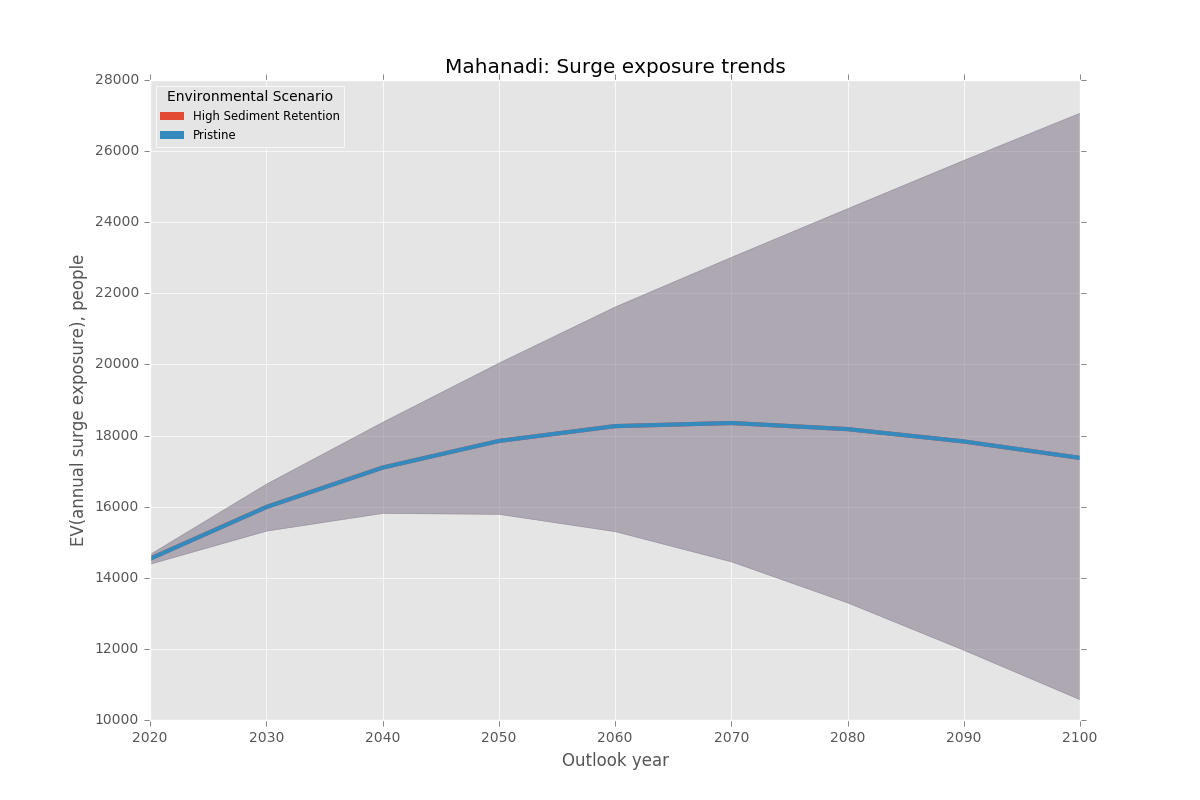 Mahanadi: Surge exposure trends
28000
Environmental Scenario
High Sediment Retention
Pristine
26000
24000
22000
20000
18000
16000
14000
12000
10000
EV(annual surge exposure), people
2020 2030 2040 2050 2060 2070 2080 2090 2100
Outlook year